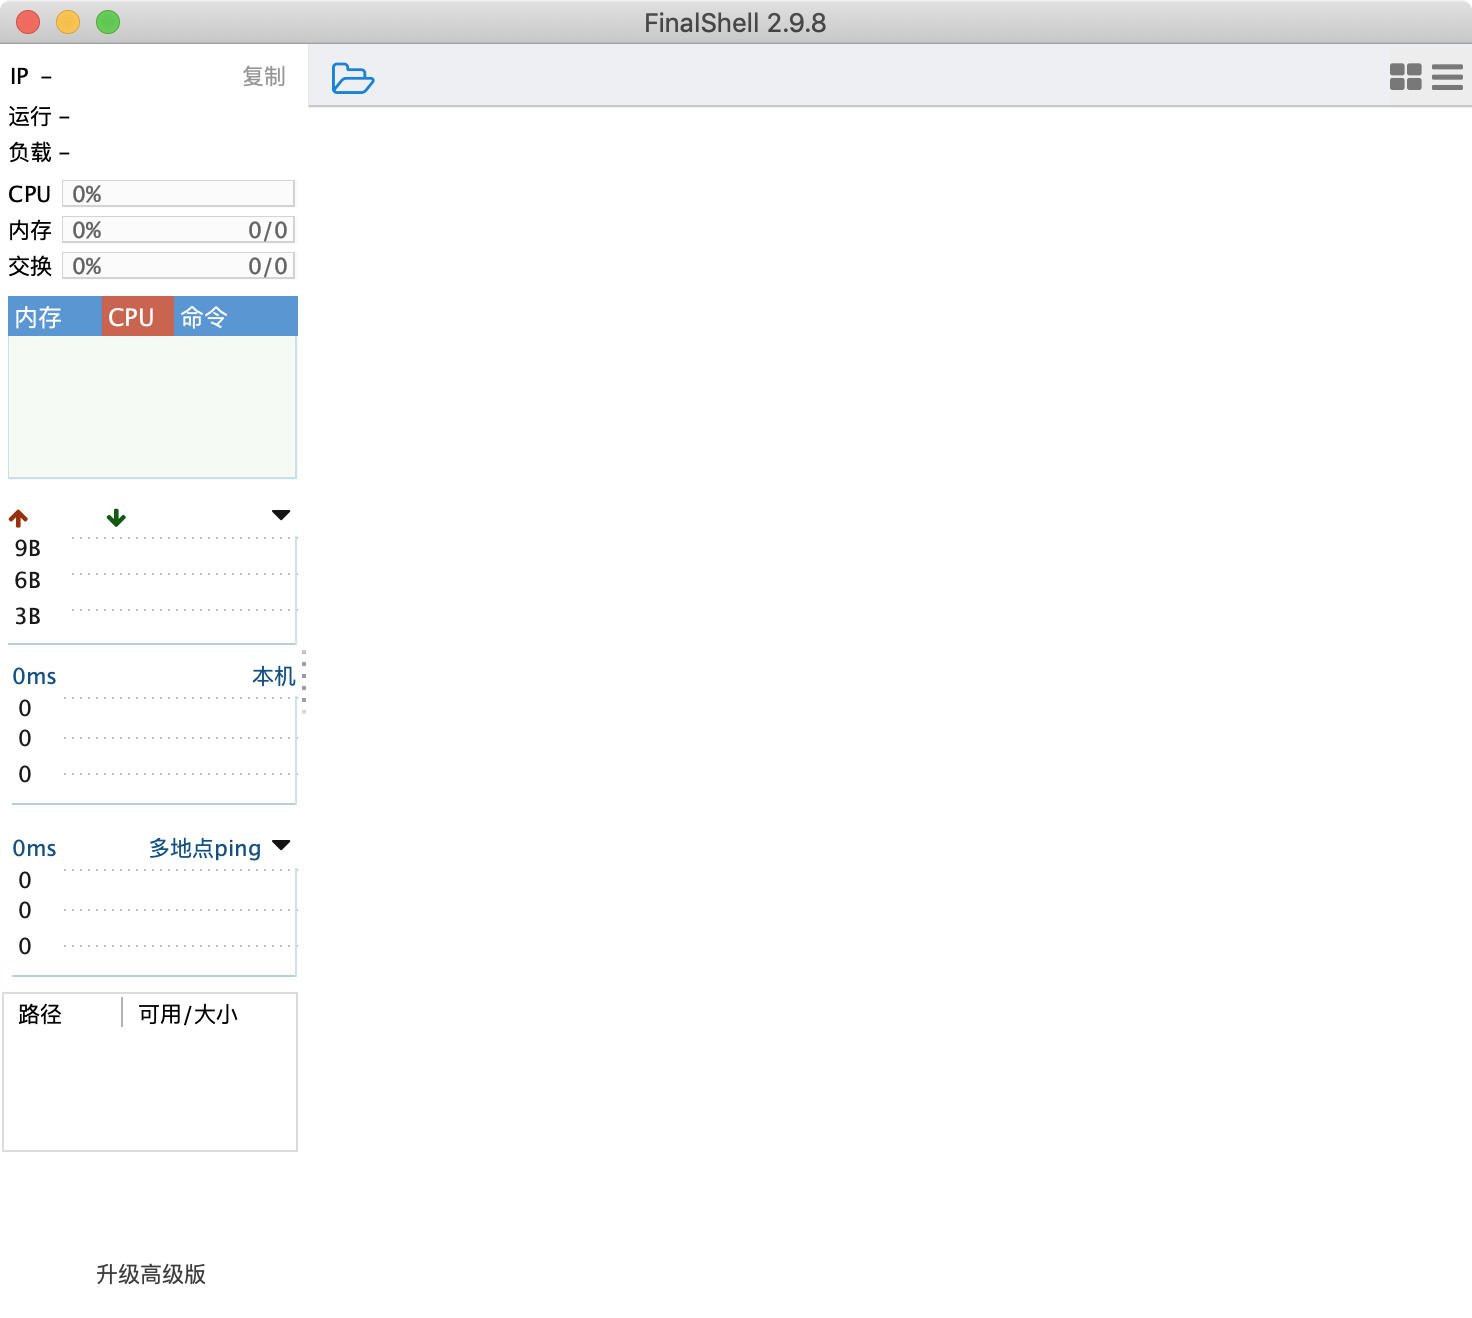 FinalShell 2.9.8
IP - 复制
运行 -
负载 -
CPU 0%
内存 0% 0/0
交换 0% 0/0
内存 CPU 命令
9B
6B
3B
0ms 本机
0
0
0
0ms 多地点ping
0
0
0
路径 可用/大小
升级高级版